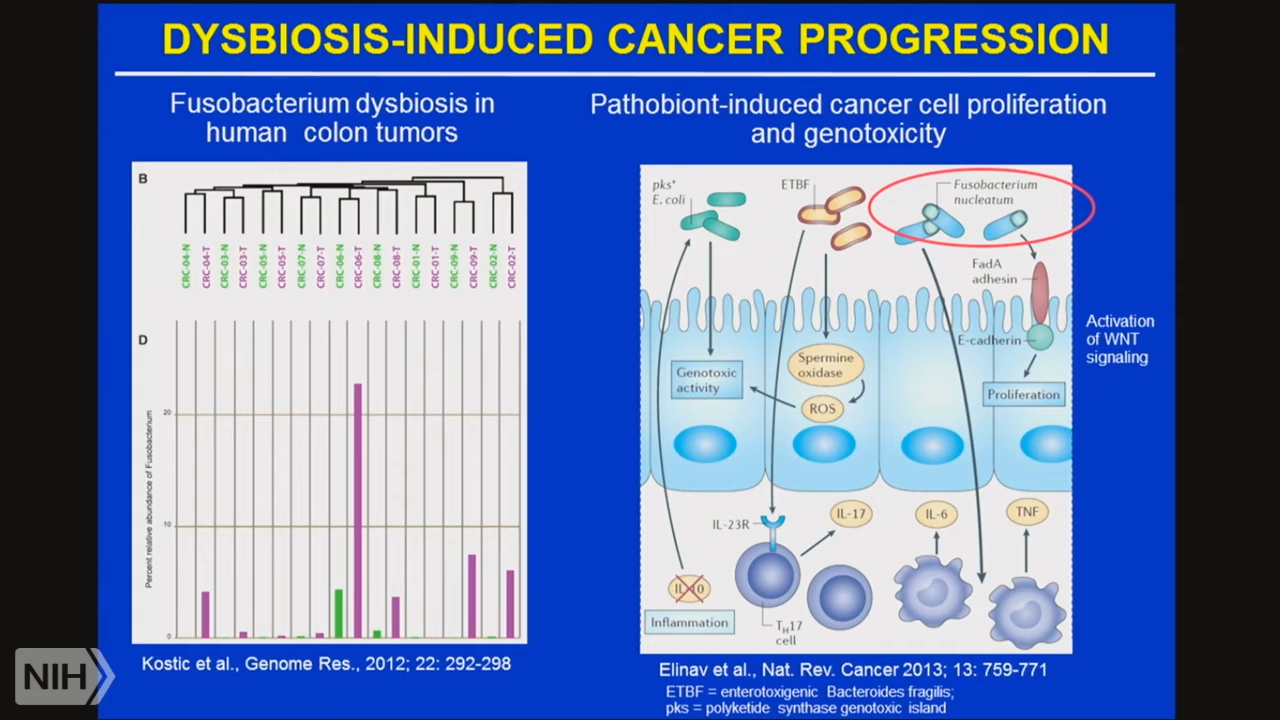 DYSBIOSIS-INDUCED CANCER PROGRESSION
Fusobacterium dysbiosis in
human colon tumors
B
CRC-04-N
CRC-04-T
CRC-03-N
CRC-03-T
CRC-05-N
CRC-05-T
CRC-07-N
CRC-07-T
CRC-06-N
CRC-06-T
CRC-08-N
CRC-08-T
CRC-01-N
CRC-01-T
CRC-09-N
CRC-09-T
CRC-02-N
CRC-02-T
D
Percent relative abundance of Fusobacterium
20
10
0
Kostic et al., Genome Res., 2012; 22: 292-298
Pathobiont-induced cancer cell proliferation
and genotoxicity
pks+
E. coli
ETBF
Fusobacterium
nucleatum
FadA
adhesin
E-cadherin
Activation
of WNT
signaling
Spermine
oxidase
Genotoxic
activity
ROS
Proliferation
IL-23R
IL-17
IL-6
TNF
IL-10
Inflammation
TH17
cell
Elinav et al., Nat. Rev. Cancer 2013; 13: 759-771
ETBF = enterotoxigenic Bacteroides fragilis;
pks = polyketide synthase genotoxic island
NIH